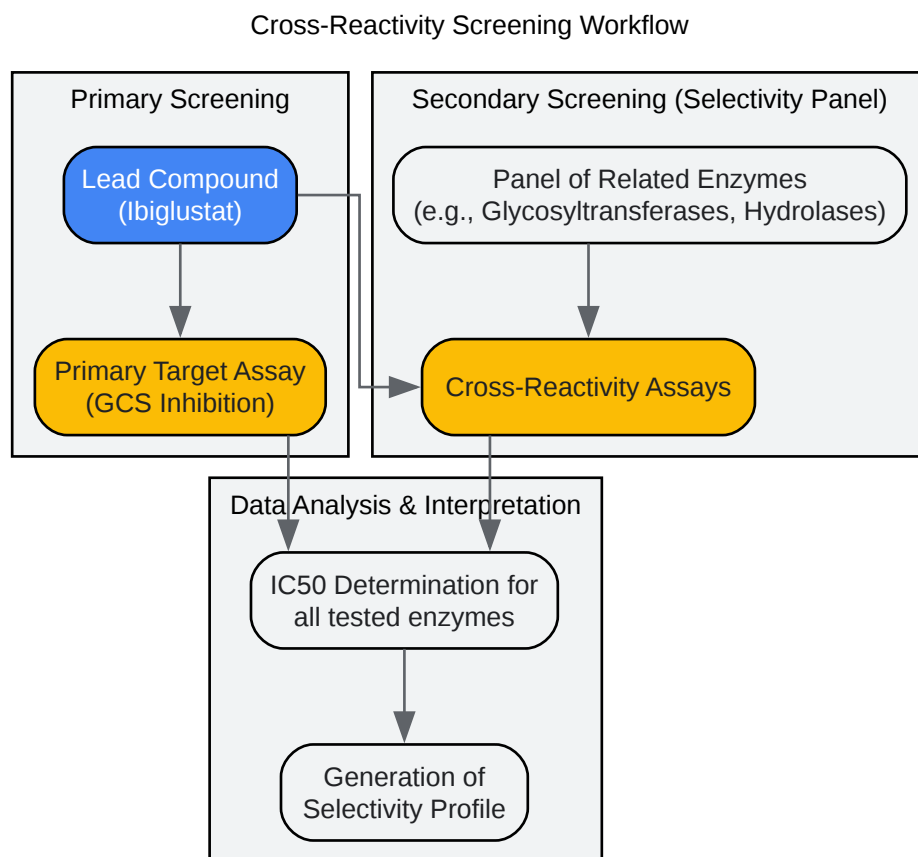 Cross-Reactivity Screening Workflow
Primary Screening
Lead Compound
(Ibiglustat)
Primary Target Assay
(GCS Inhibition)
Secondary Screening (Selectivity Panel)
Panel of Related Enzymes
(e.g., Glycosyltransferases, Hydrolases)
Cross-Reactivity Assays
Data Analysis & Interpretation
IC50 Determination for
all tested enzymes
Generation of
Selectivity Profile